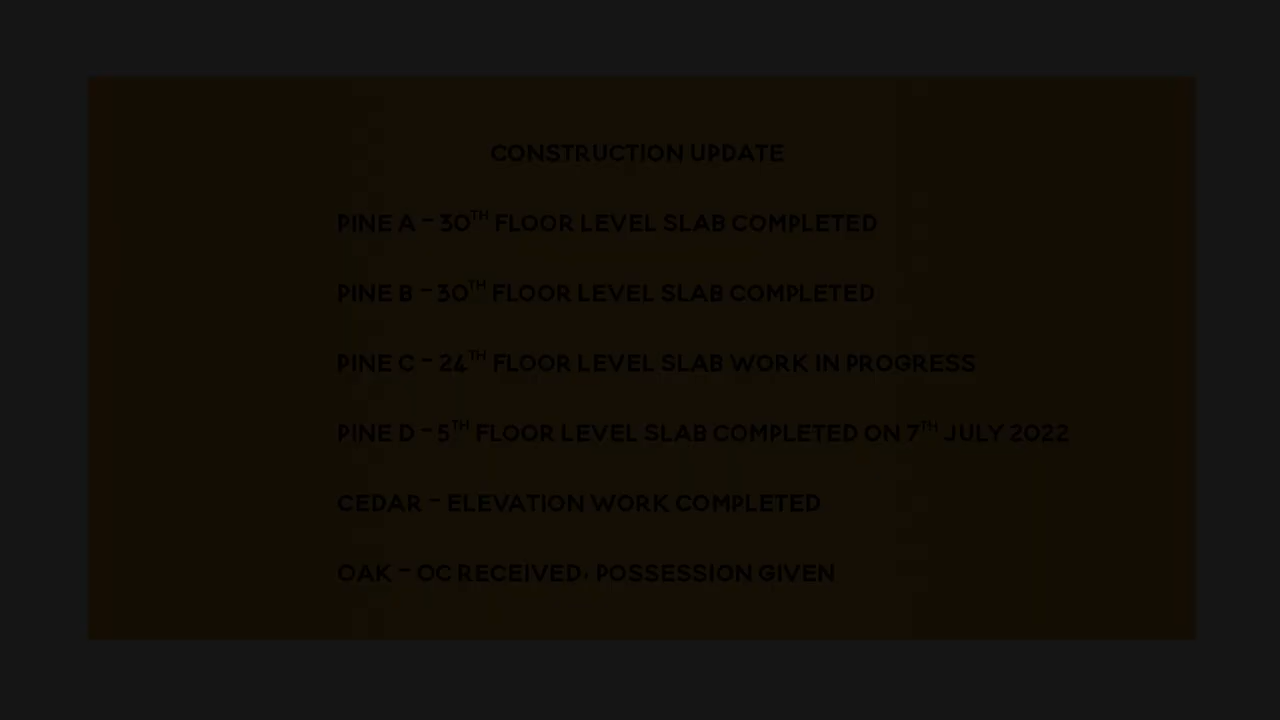 CONSTRUCTION UPDATE
PINE A - 30TH FLOOR LEVEL SLAB COMPLETED
PINE B - 30TH FLOOR LEVEL SLAB COMPLETED
PINE C - 24TH FLOOR LEVEL SLAB WORK IN PROGRESS
PINE D - 5TH FLOOR LEVEL SLAB COMPLETED ON 7TH JULY 2022
CEDAR - ELEVATION WORK COMPLETED
OAK - OC RECEIVED, POSSESSION GIVEN